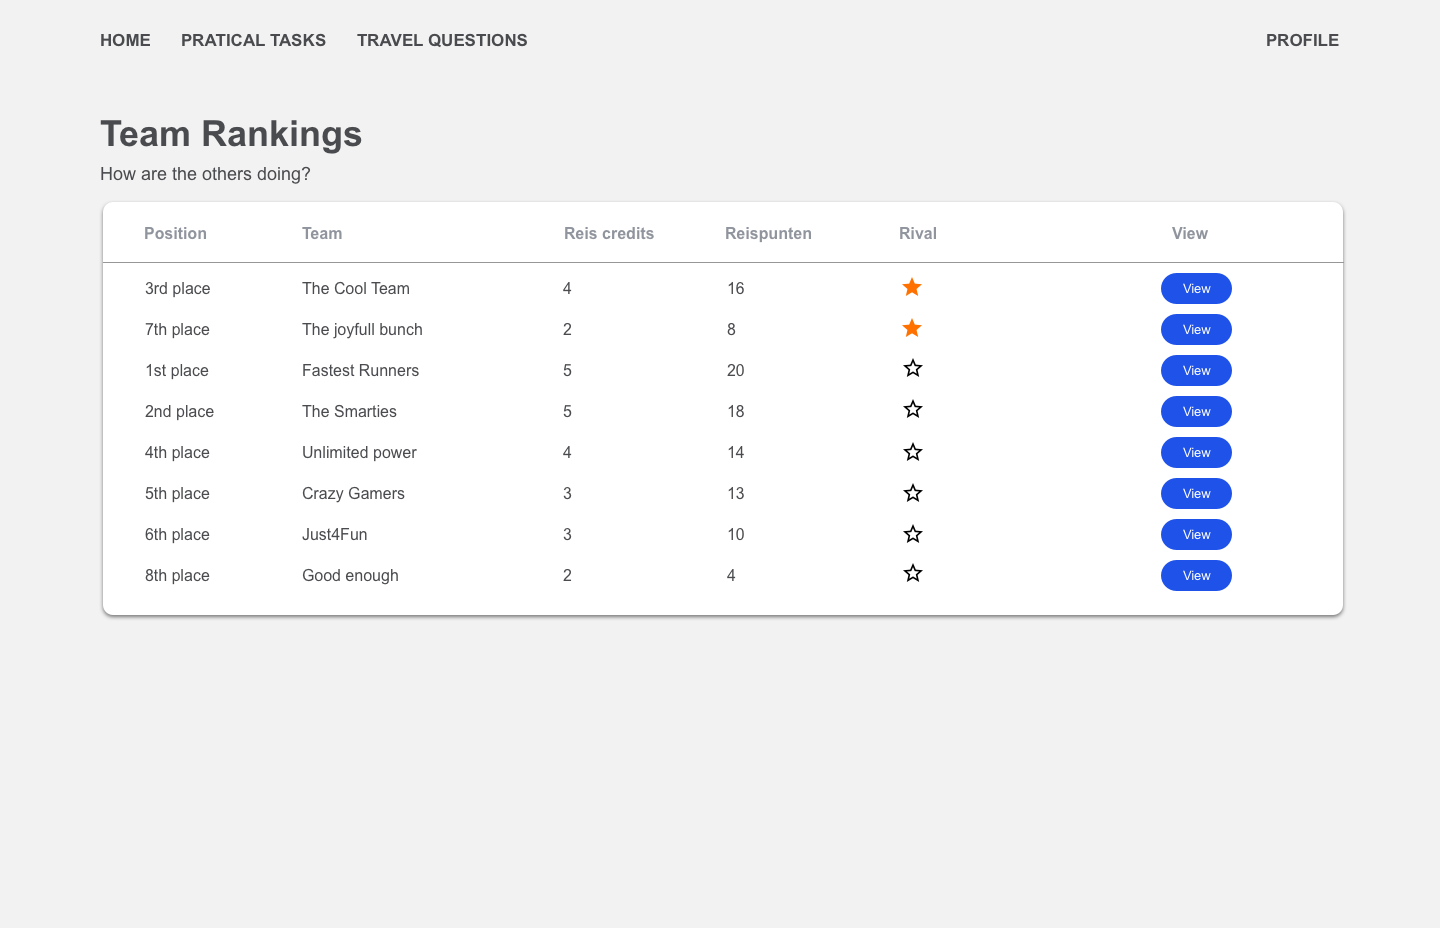 HOME PRATICAL TASKS TRAVEL QUESTIONS PROFILE
Team Rankings
How are the others doing?
Position Team Reis credits Reispunten Rival View
3rd place The Cool Team 4 16 View
7th place The joyfull bunch 2 8 View
1st place Fastest Runners 5 20 View
2nd place The Smarties 5 18 View
4th place Unlimited power 4 14 View
5th place Crazy Gamers 3 13 View
6th place Just4Fun 3 10 View
8th place Good enough 2 4 View